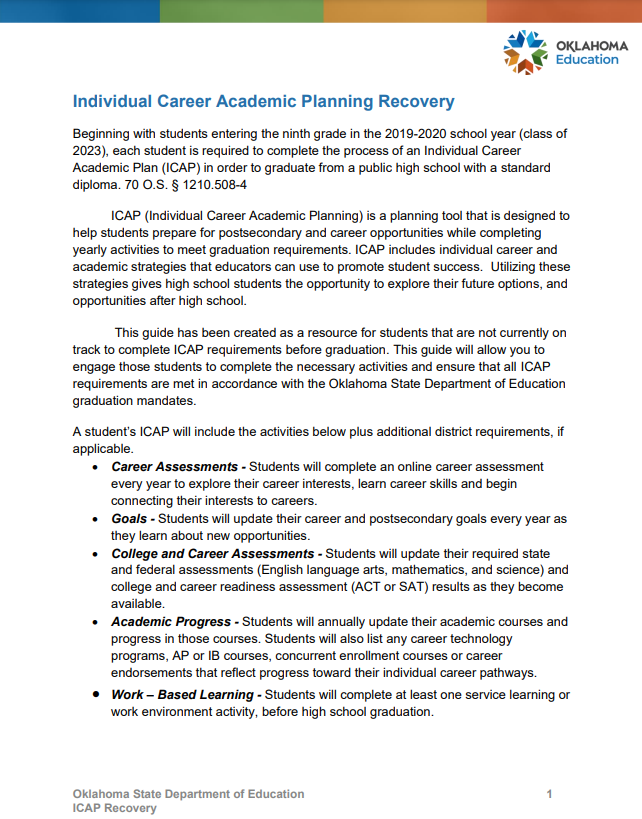 OKLAHOMA
Education
Individual Career Academic Planning Recovery
Beginning with students entering the ninth grade in the 2019-2020 school year (class of
2023), each student is required to complete the process of an Individual Career
Academic Plan (ICAP) in order to graduate from a public high school with a standard
diploma. 70 O.S. § 1210.508-4
ICAP (Individual Career Academic Planning) is a planning tool that is designed to
help students prepare for postsecondary and career opportunities while completing
yearly activities to meet graduation requirements. ICAP includes individual career and
academic strategies that educators can use to promote student success.  Utilizing these
strategies gives high school students the opportunity to explore their future options, and
opportunities after high school.
This guide has been created as a resource for students that are not currently on
track to complete ICAP requirements before graduation. This guide will allow you to
engage those students to complete the necessary activities and ensure that all ICAP
requirements are met in accordance with the Oklahoma State Department of Education
graduation mandates.
A student's ICAP will include the activities below plus additional district requirements, if
applicable.
• Career Assessments - Students will complete an online career assessment
every year to explore their career interests, learn career skills and begin
connecting their interests to careers.
• Goals - Students will update their career and postsecondary goals every year as
they learn about new opportunities.
• College and Career Assessments - Students will update their required state
and federal assessments (English language arts, mathematics, and science) and
college and career readiness assessment (ACT or SAT) results as they become
available.
• Academic Progress - Students will annually update their academic courses and
progress in those courses. Students will also list any career technology
programs, AP or IB courses, concurrent enrollment courses or career
endorsements that reflect progress toward their individual career pathways.
• Work – Based Learning - Students will complete at least one service learning or
work environment activity, before high school graduation.
Oklahoma State Department of Education 1
ICAP Recovery